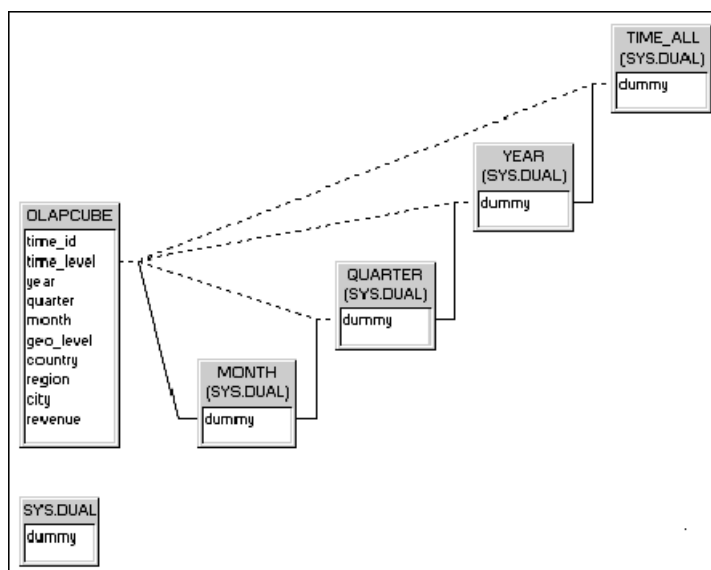 TIME_ALL
(SYS.DUAL)
dummy
YEAR
(SYS.DUAL)
dummy
OLAPCUBE
time_id
time_level
year
quarter
month
geo_level
country
region
city
revenue
QUARTER
(SYS.DUAL)
dummy
MONTH
(SYS.DUAL)
dummy
SYS.DUAL
dummy